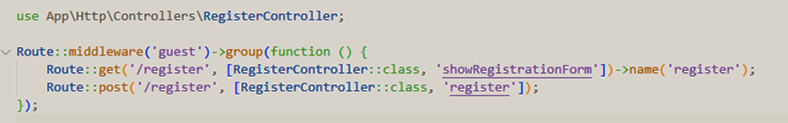 use App\Http\Controllers\RegisterController;
Route::middleware('guest')->group(function () {
Route::get('/register', [RegisterController::class, 'showRegistrationForm'])->name('register');
Route::post('/register', [RegisterController::class, 'register']);
});